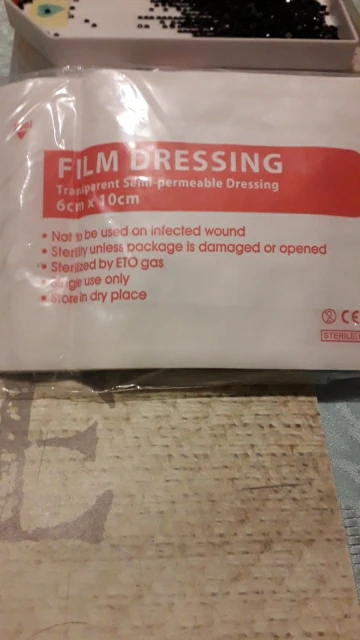 FILM DRESSING
Transparent Semi-permeable Dressing
6cm x 10cm
• Not to be used on infected wound
• Sterility unless package is damaged or opened
• Sterilized by ETO gas
• Single use only
• Store in dry place
CE
STERILE
E